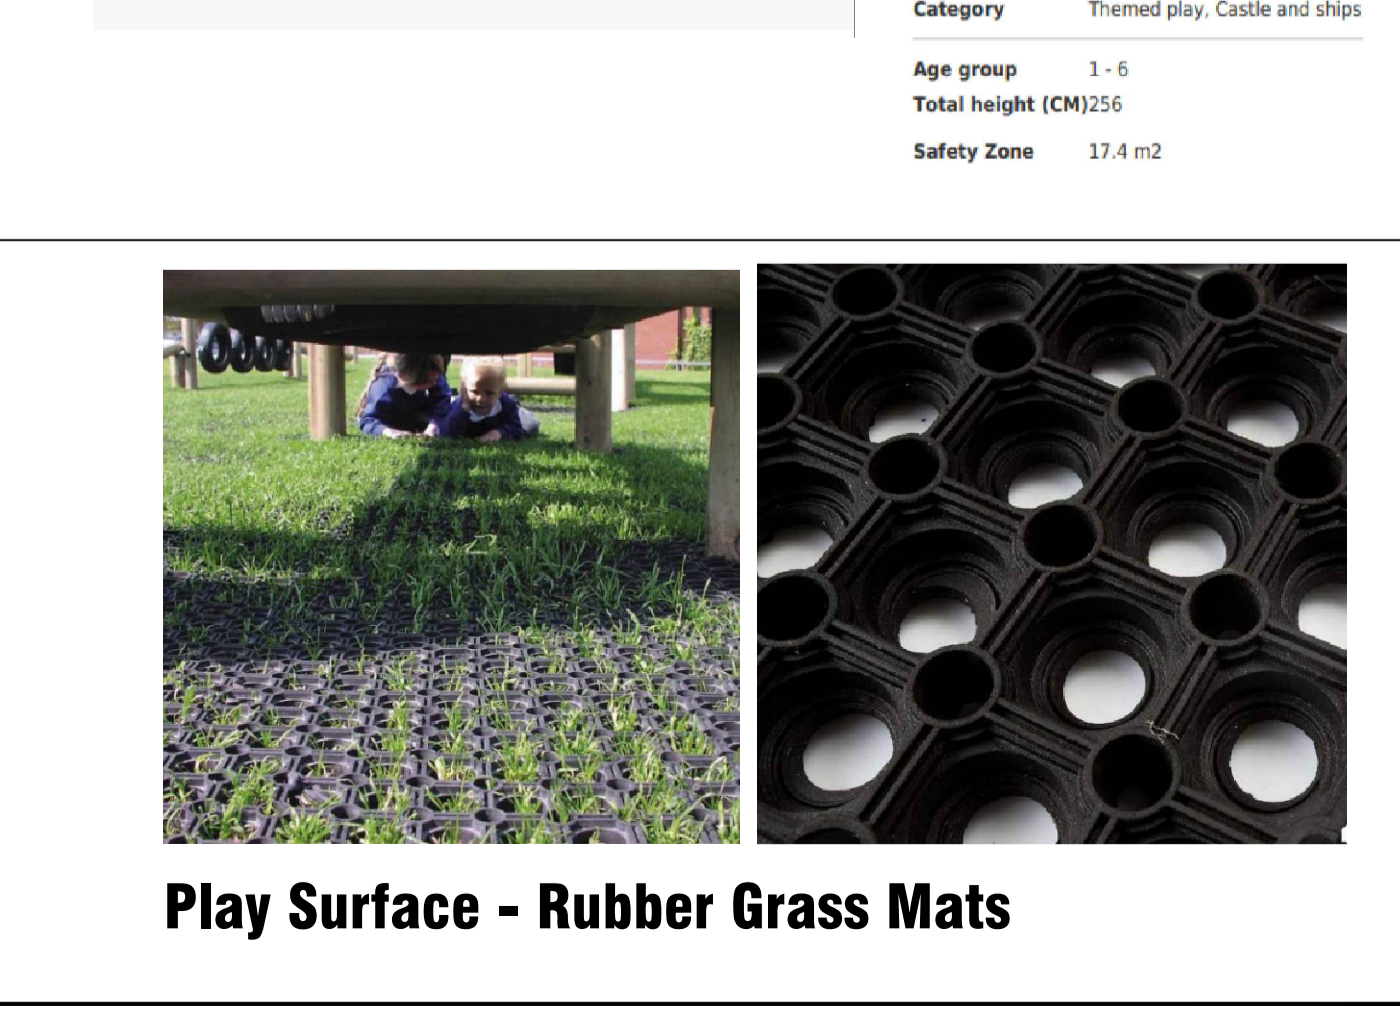 Category Themed play, Castle and ships
Age group 1 - 6
Total height (CM)256
Safety Zone 17.4 m2
Play Surface - Rubber Grass Mats